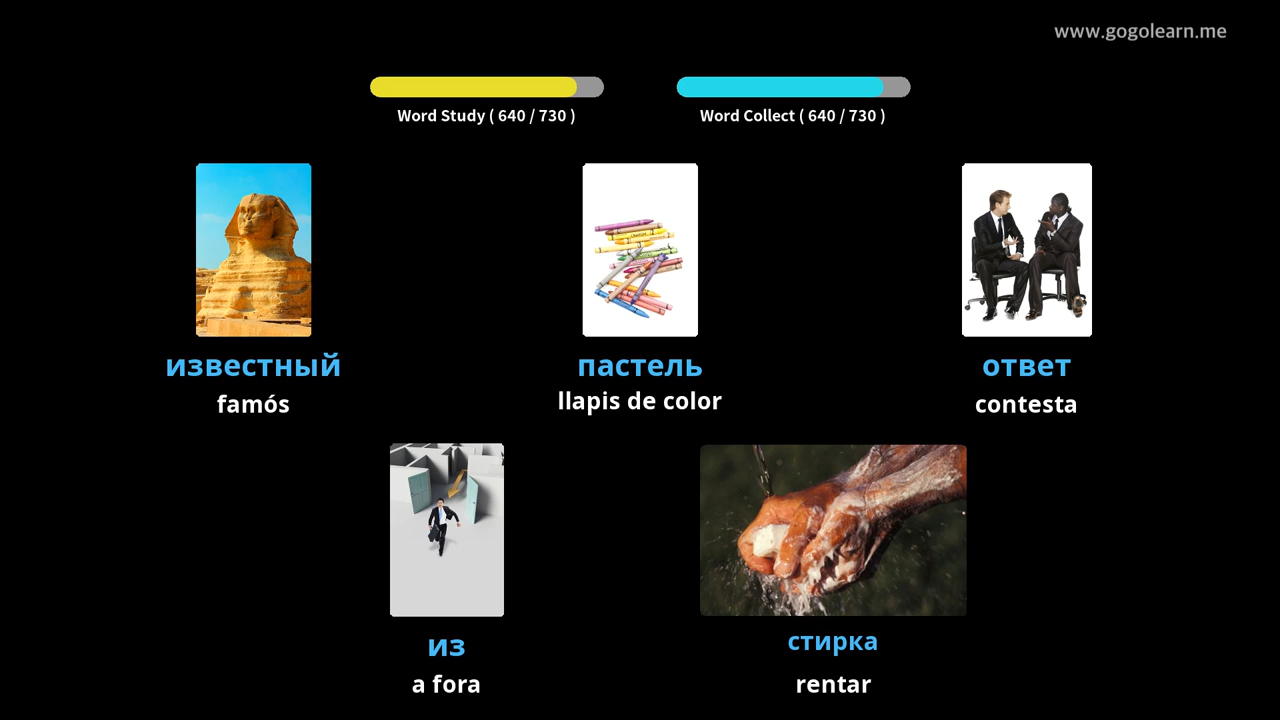 www.gogolearn.me
Word Study ( 640 / 730 )
Word Collect ( 640 / 730 )
известный
famós
пастель
llapis de color
ответ
contesta
из
a fora
стирка
rentar